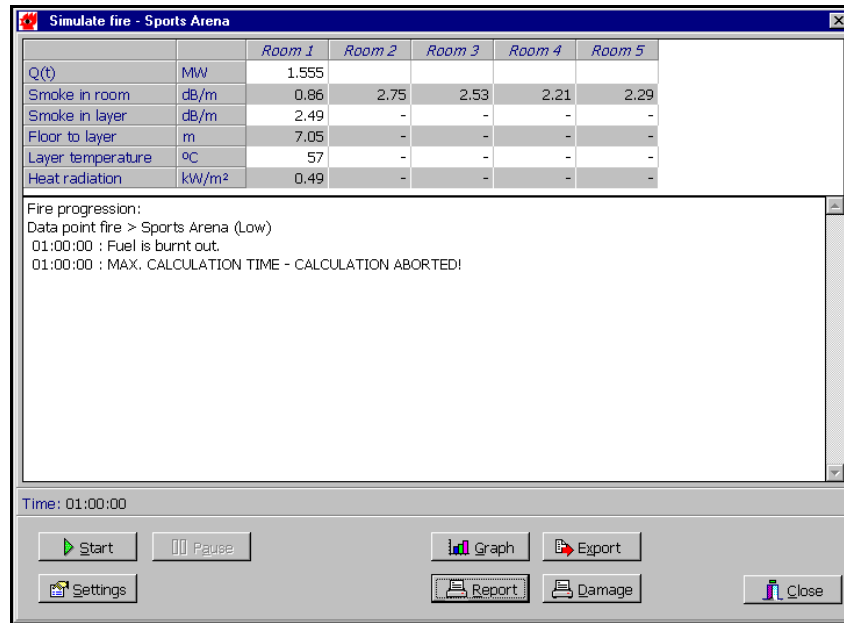 Simulate fire - Sports Arena
Room 1 Room 2 Room 3 Room 4 Room 5
Q(t) MW 1.555
Smoke in room dB/m 0.86 2.75 2.53 2.21 2.29
Smoke in layer dB/m 2.49 - - - -
Floor to layer m 7.05 - - - -
Layer temperature ºC 57 - - - -
Heat radiation kW/m² 0.49 - - - -
Fire progression:
Data point fire > Sports Arena (Low)
01:00:00 : Fuel is burnt out.
01:00:00 : MAX. CALCULATION TIME - CALCULATION ABORTED!
Time: 01:00:00
Start Pause Graph Export
Settings Report Damage Close